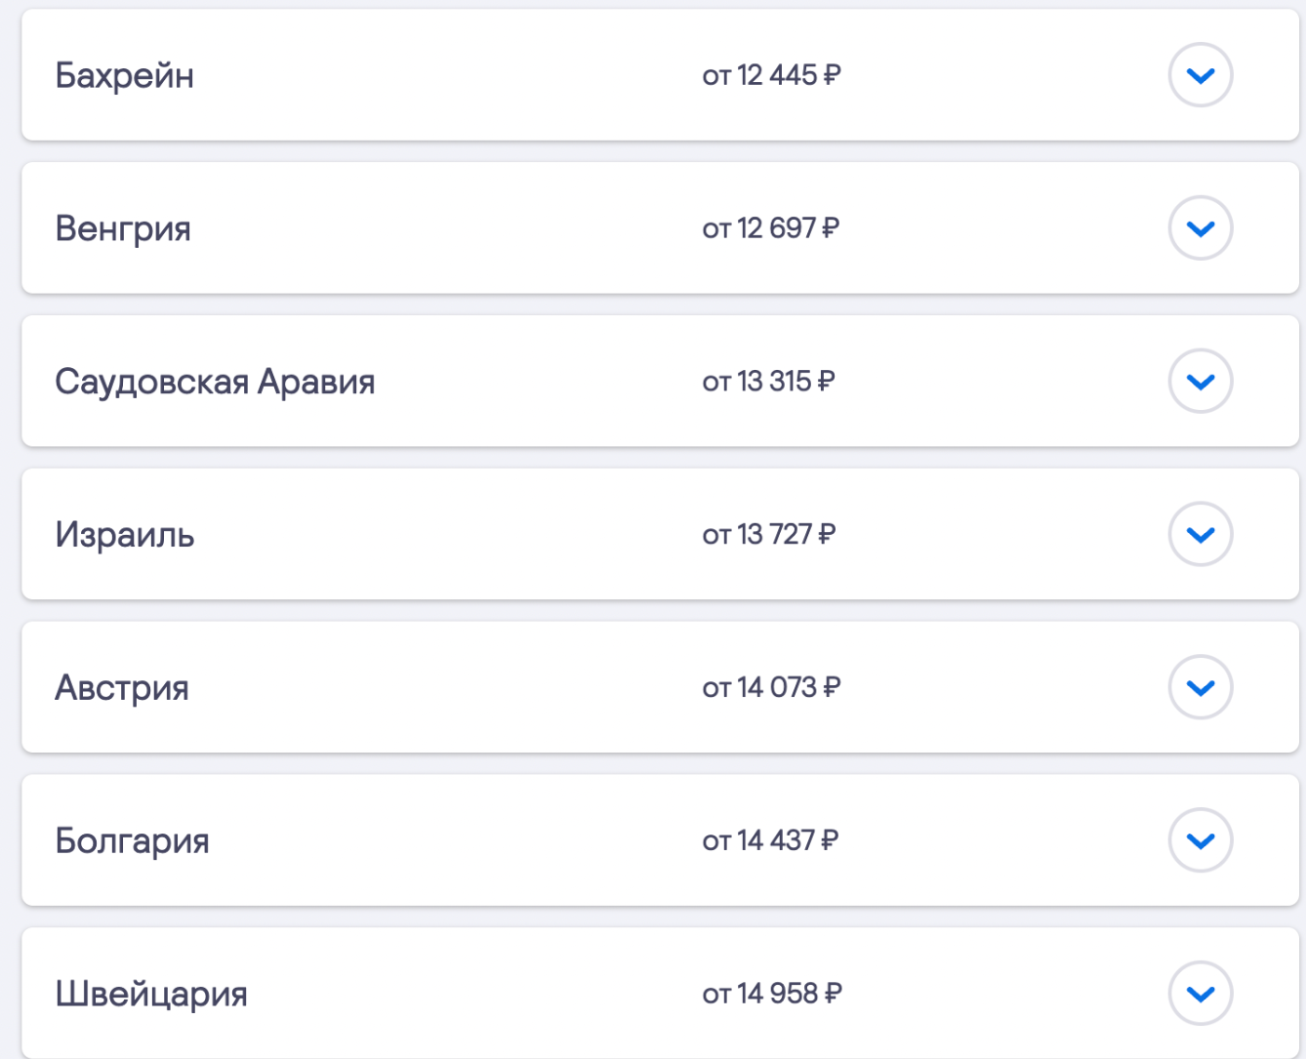 Бахрейн от 12 445 ₽
Венгрия от 12 697 ₽
Саудовская Аравия от 13 315 ₽
Израиль от 13 727 ₽
Австрия от 14 073 ₽
Болгария от 14 437 ₽
Швейцария от 14 958 ₽